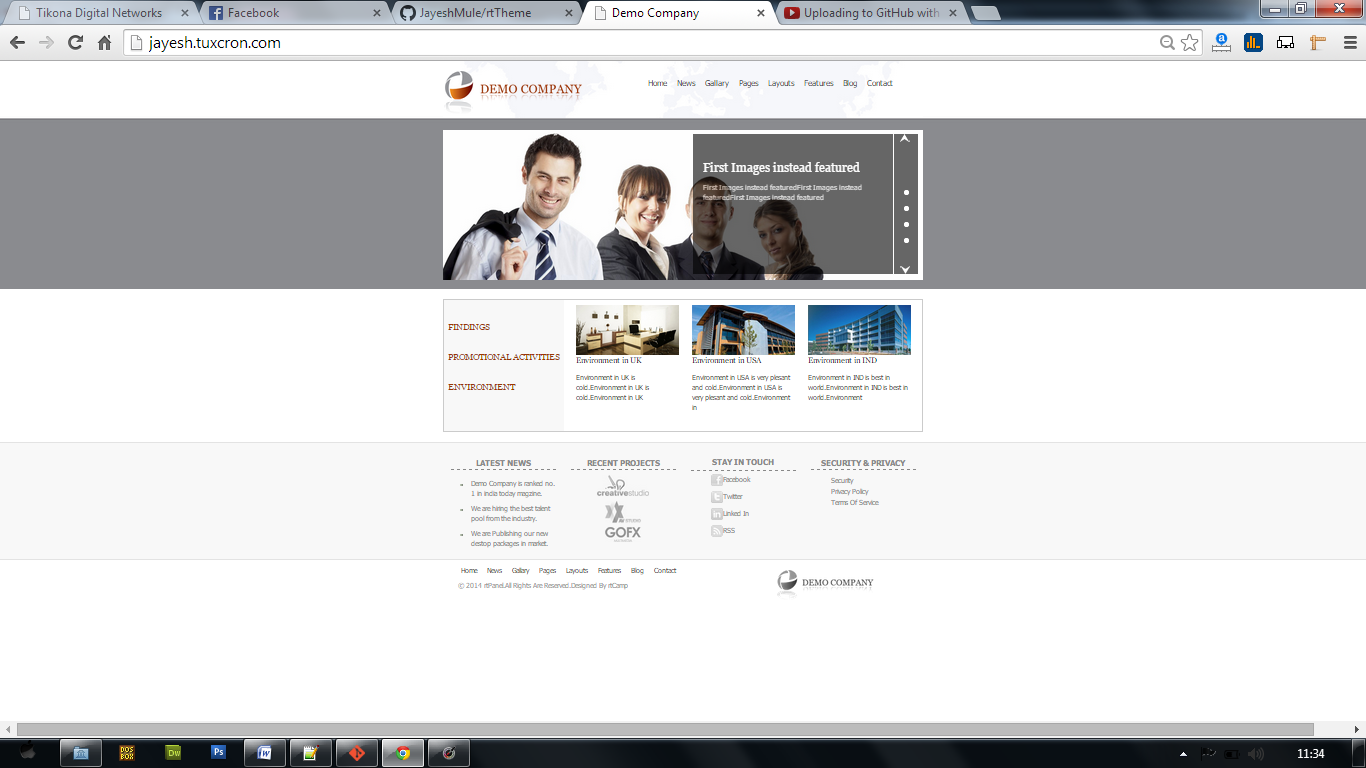 Tikona Digital Networks
Facebook
JayeshMule/rtTheme
Demo Company
Uploading to GitHub with
jayesh.tuxcron.com
DEMO COMPANY
Home News Gallary Pages Layouts Features Blog Contact
First Images instead featured
First Images instead featuredFirst Images instead
featuredFirst Images instead featured
FINDINGS
PROMOTIONAL ACTIVITIES
ENVIRONMENT
Environment in UK
Environment in UK is
cold.Environment in UK is
cold.Environment in UK
Environment in USA
Environment in USA is very plesant
and cold.Environment in USA is
very plesant and cold.Environment
in
Environment in IND
Environment in IND is best in
world.Environment in IND is best in
world.Environment
LATEST NEWS
Demo Company is ranked no.
1 in india today magzine.
We are hiring the best talent
pool from the industry.
We are Publishing our new
destop packages in market.
RECENT PROJECTS
creativestudio
GOFX
STAY IN TOUCH
Facebook
Twitter
Linked In
RSS
SECURITY & PRIVACY
Security
Privacy Policy
Terms Of Service
Home News Gallary Pages Layouts Features Blog Contact
© 2014 rtPanel.All Rights Are Reserved.Designed By rtCamp
DEMO COMPANY
DOS BOX
Dw
Ps
W
11:34